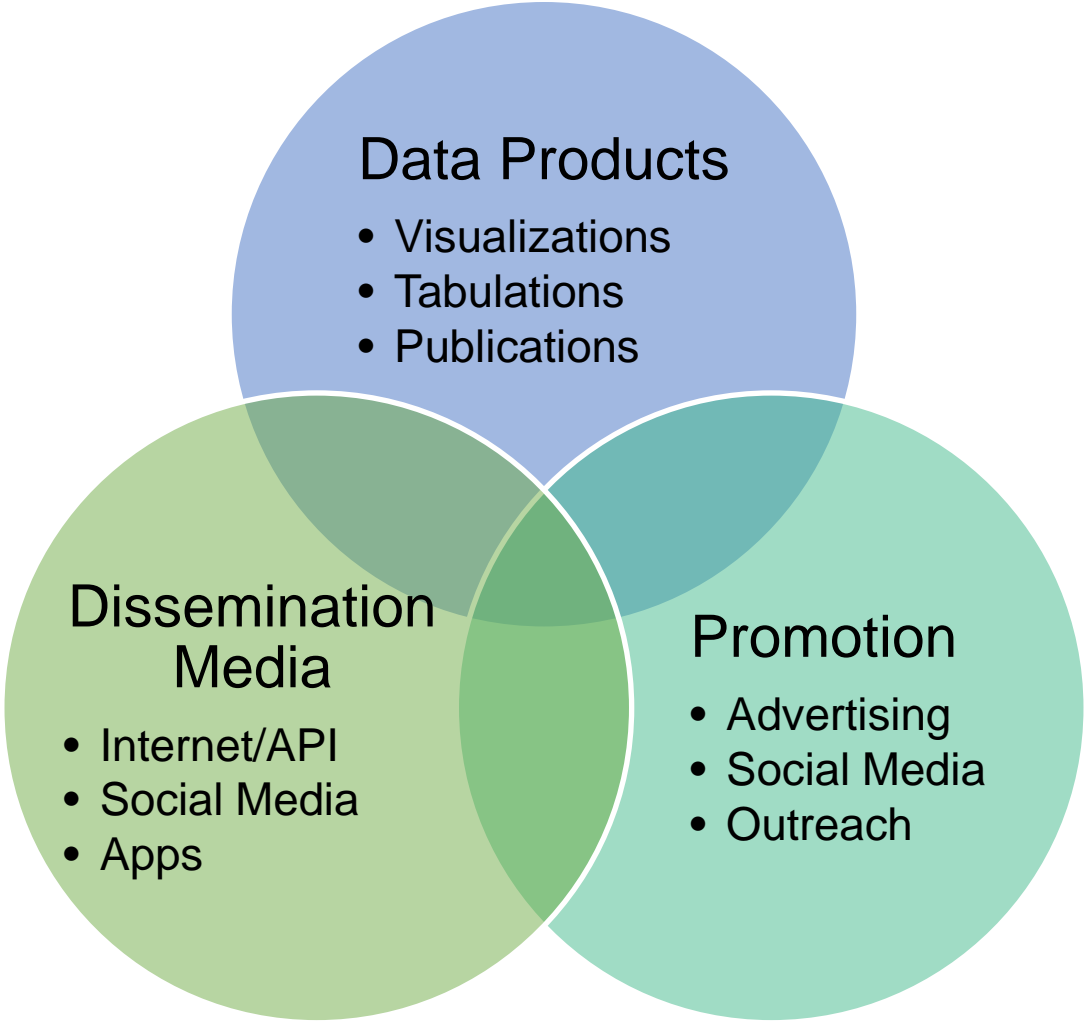 Data Products
• Visualizations
• Tabulations
• Publications
Dissemination
Media
• Internet/API
• Social Media
• Apps
Promotion
• Advertising
• Social Media
• Outreach